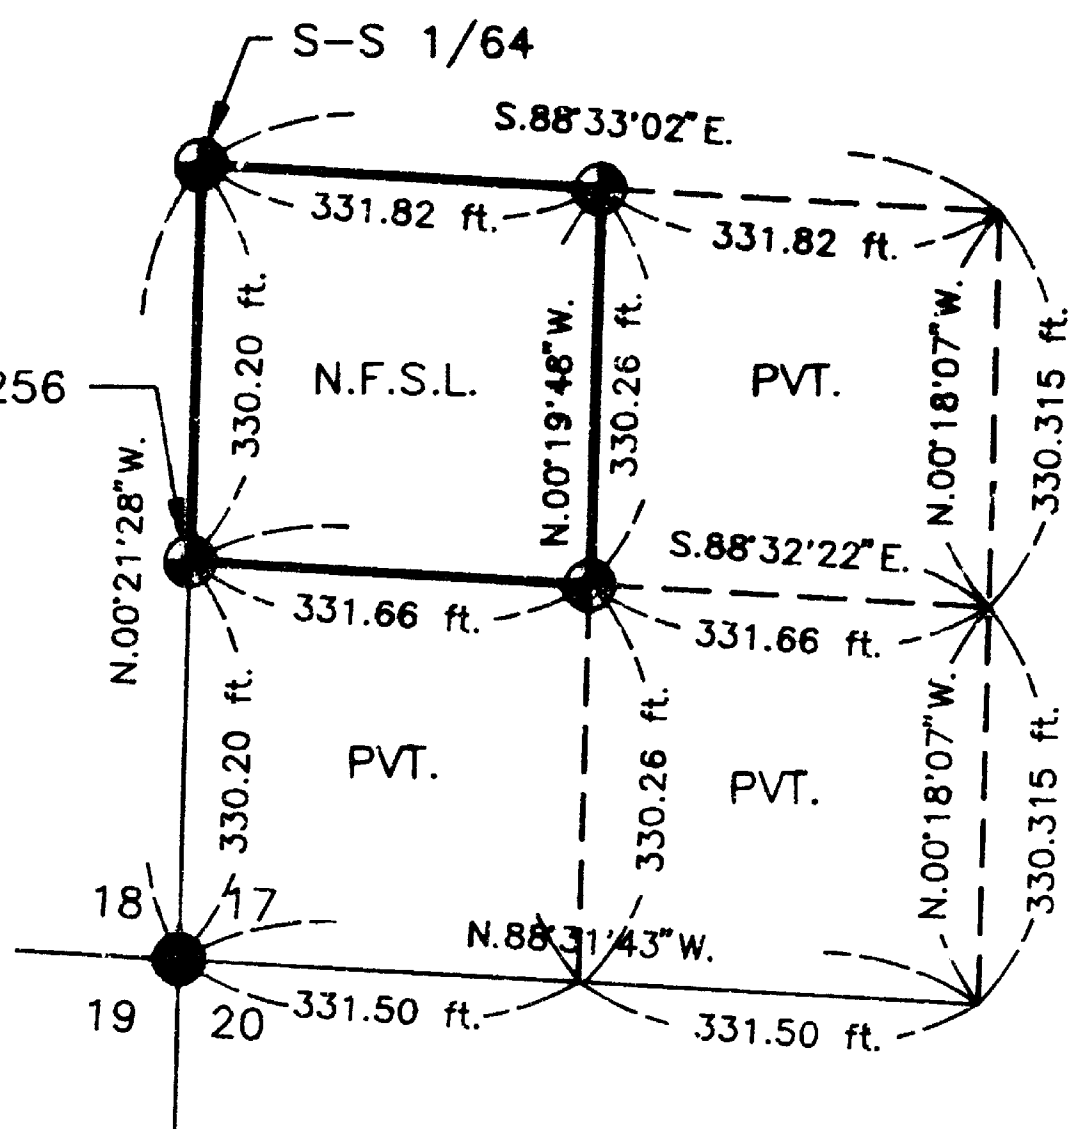 S-S 1/64
S.88°33'02"E.
331.82 ft.
331.82 ft.
330.20 ft.
N.00°19'48"W.
330.26 ft.
N.00°18'07"W.
330.315 ft.
N.F.S.L.
PVT.
256
N.00°21'28"W.
S.88°32'22"E.
331.66 ft.
331.66 ft.
330.20 ft.
330.26 ft.
N.00°18'07"W.
330.315 ft.
PVT.
PVT.
18 17
N.88°31'43"W.
19 20
331.50 ft.
331.50 ft.